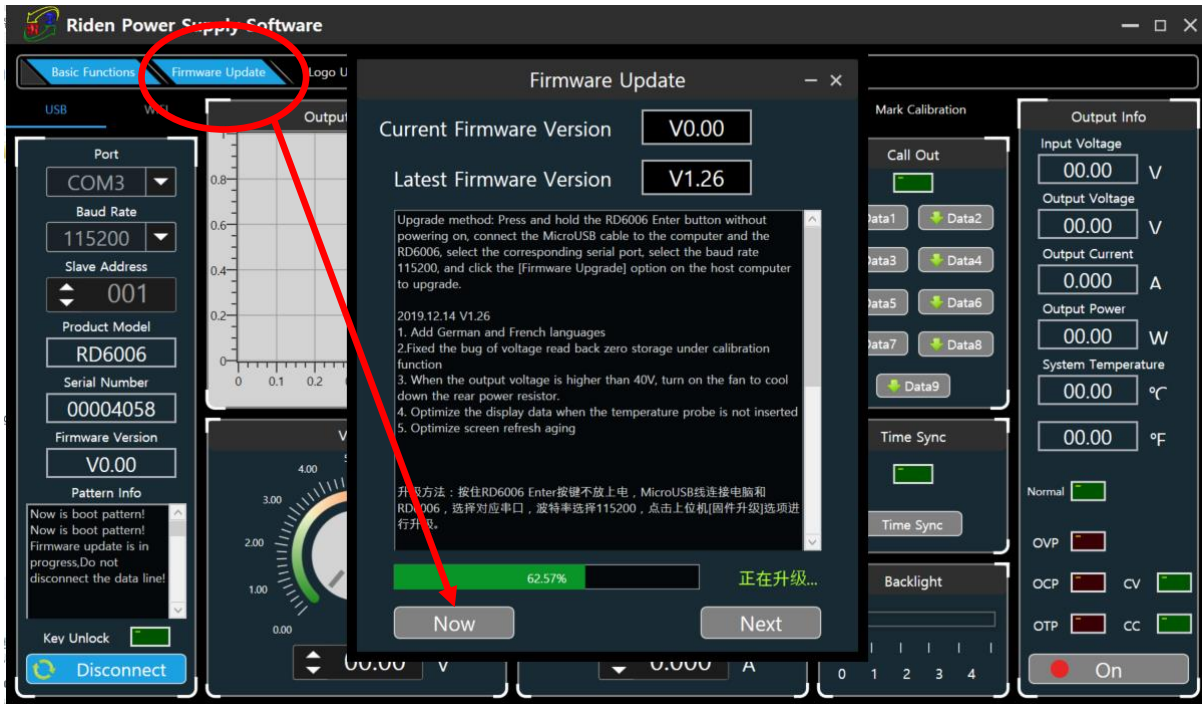 Riden Power Supply Software
Basic Functions
Firmware Update
Logo U
USB
WIFI
Port
COM3
Baud Rate
115200
Slave Address
001
Product Model
RD6006
Serial Number
00004058
Firmware Version
V0.00
Pattern Info
Now is boot pattern!
Now is boot pattern!
Firmware update is in
progress,Do not
disconnect the data line!
Key Unlock
Disconnect
Output
1
0.8
0.6
0.4
0.2
0
0 0.1 0.2
V
4.00
3.00
2.00
1.00
0.00
00.00 V
0.000 A
Firmware Update
Current Firmware Version V0.00
Latest Firmware Version V1.26
Upgrade method: Press and hold the RD6006 Enter button without
powering on, connect the MicroUSB cable to the computer and the
RD6006, select the corresponding serial port, select the baud rate
115200, and click the [Firmware Upgrade] option on the host computer
to upgrade.
2019.12.14 V1.26
1. Add German and French languages
2.Fixed the bug of voltage read back zero storage under calibration
function
3. When the output voltage is higher than 40V, turn on the fan to cool
down the rear power resistor.
4. Optimize the display data when the temperature probe is not inserted
5. Optimize screen refresh aging
升级方法：按住RD6006 Enter按键不放上电，MicroUSB线连接电脑和
RD6006，选择对应串口，波特率选择115200，点击上位机[固件升级]选项进
行升级。
62.57%
正在升级...
Now
Next
Mark Calibration
Call Out
Data1 Data2
Data3 Data4
Data5 Data6
Data7 Data8
Data9
Time Sync
Time Sync
Backlight
0 1 2 3 4
Output Info
Input Voltage
00.00 V
Output Voltage
00.00 V
Output Current
0.000 A
Output Power
00.00 W
System Temperature
00.00 ℃
00.00 ℉
Normal
OVP
OCP CV
OTP CC
On